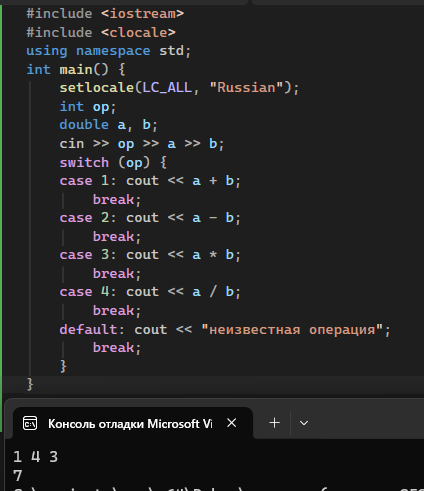 #include <iostream>
#include <clocale>
using namespace std;
int main() {
setlocale(LC_ALL, "Russian");
int op;
double a, b;
cin >> op >> a >> b;
switch (op) {
case 1: cout << a + b;
break;
case 2: cout << a - b;
break;
case 3: cout << a * b;
break;
case 4: cout << a / b;
break;
default: cout << "неизвестная операция";
break;
}
}
Консоль отладки Microsoft Vi
1 4 3
7